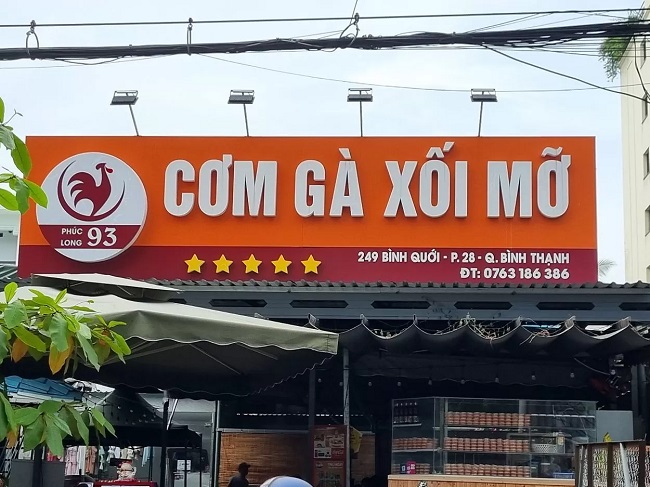 CƠM GÀ XỐI MỠ
PHÚC
LONG 93
249 BÌNH QUỚI - P. 28 - Q. BÌNH THẠNH
ĐT: 0763 186 386